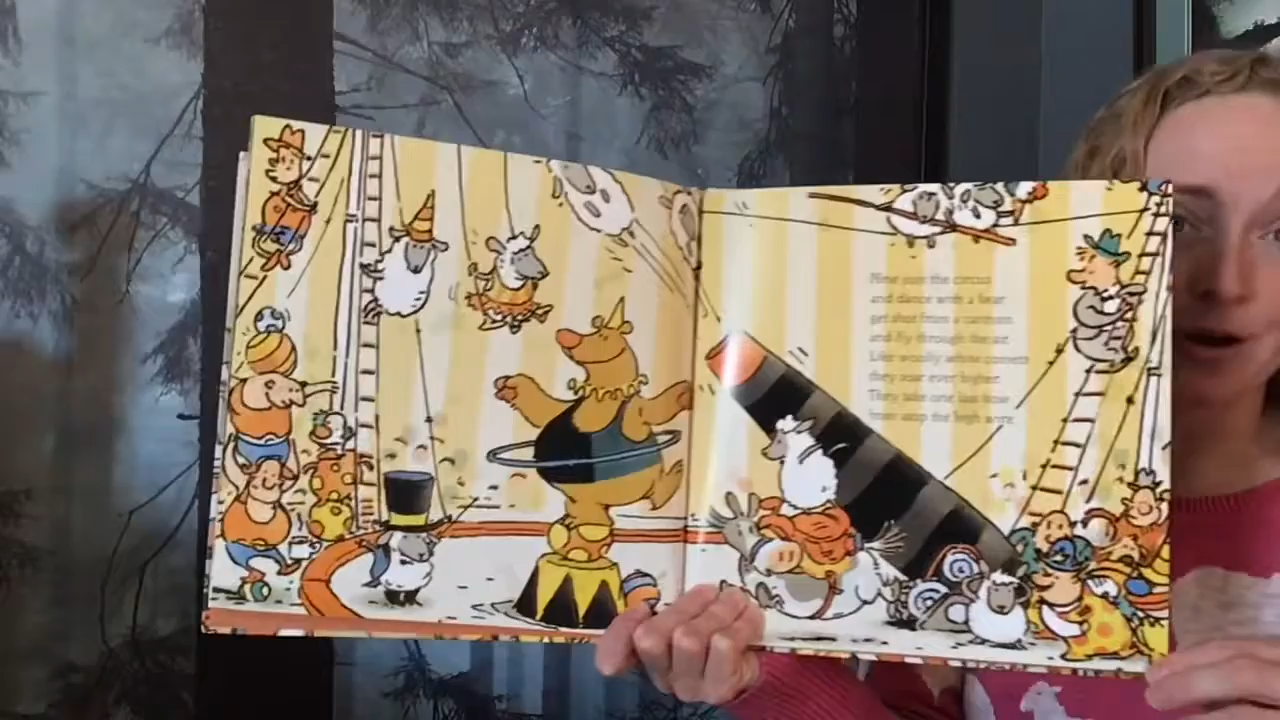 Nine join the circus
and dance with a bear
get shot from a cannon
and fly through the air.
Like woolly white comets
they soar ever higher.
They take one last bow
from atop the high wire.